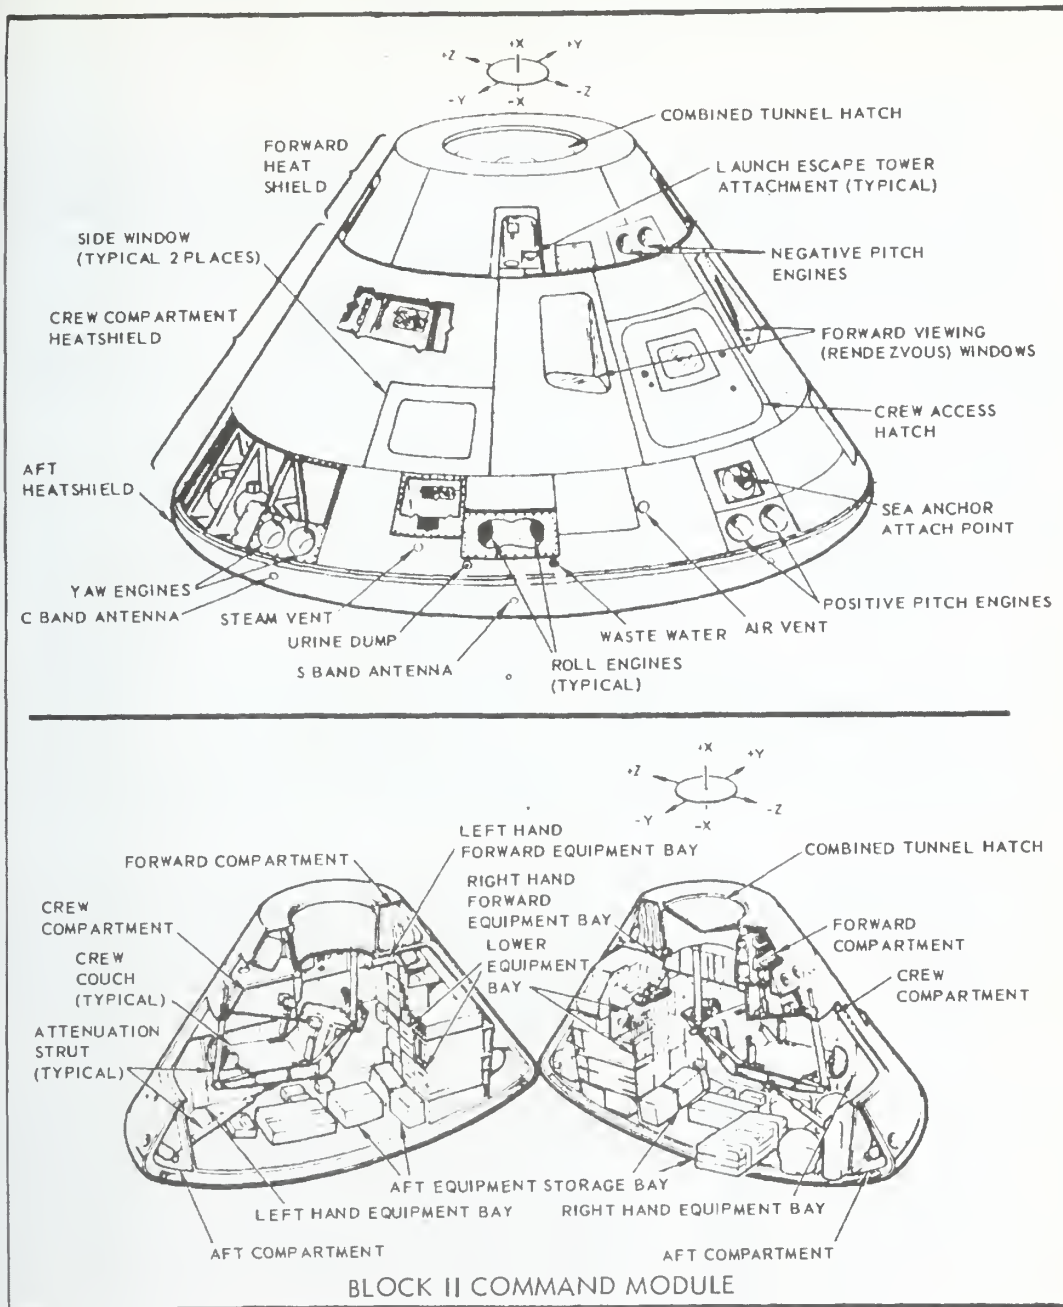 +X
+Z
+Y
-Y
-X
-Z
COMBINED TUNNEL HATCH
FORWARD
HEAT
SHIELD
LAUNCH ESCAPE TOWER
ATTACHMENT (TYPICAL)
SIDE WINDOW
(TYPICAL 2 PLACES)
NEGATIVE PITCH
ENGINES
CREW COMPARTMENT
HEATSHIELD
FORWARD VIEWING
(RENDEZVOUS) WINDOWS
CREW ACCESS
HATCH
AFT
HEATSHIELD
SEA ANCHOR
ATTACH POINT
YAW ENGINES
C BAND ANTENNA
STEAM VENT
URINE DUMP
S BAND ANTENNA
ROLL ENGINES
(TYPICAL)
WASTE WATER
AIR VENT
POSITIVE PITCH ENGINES
+X
+Z
+Y
-Y
-X
-Z
LEFT HAND
FORWARD EQUIPMENT BAY
FORWARD COMPARTMENT
RIGHT HAND
FORWARD
EQUIPMENT BAY
LOWER
EQUIPMENT
BAY
COMBINED TUNNEL HATCH
CREW
COMPARTMENT
CREW
COUCH
(TYPICAL)
ATTENUATION
STRUT
(TYPICAL)
FORWARD
COMPARTMENT
CREW
COMPARTMENT
AFT EQUIPMENT STORAGE BAY
LEFT HAND EQUIPMENT BAY
RIGHT HAND EQUIPMENT BAY
AFT COMPARTMENT
AFT COMPARTMENT
BLOCK II COMMAND MODULE